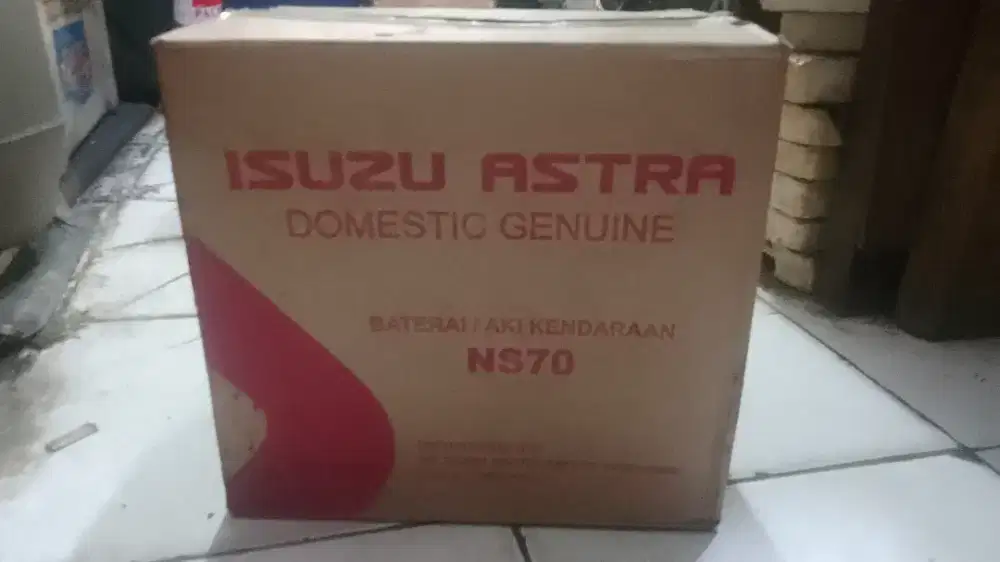 ISUZU ASTRA
DOMESTIC GENUINE
BATERAI / AKI KENDARAAN
NS70